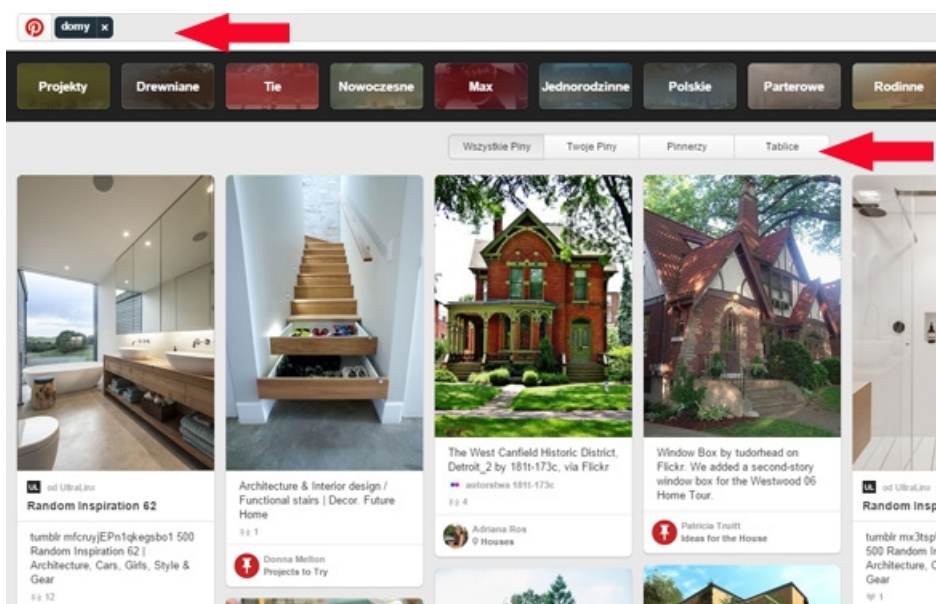 domy x
Projekty Drewniane Tie Nowoczesne Max Jednorodzinne Polskie Parterowe Rodzinne
Wszystkie Piny Twoje Piny Pinnerzy Tablice
UL od UltraLinx
Random Inspiration 62
tumblr mfcruyjEPn1qkegsbo1 500
Random Inspiration 62 |
Architecture, Cars, Girls, Style &
Gear
12
Architecture & Interior design /
Functional stairs | Decor. Future
Home
1
Donna Mellon
Projects to Try
The West Canfield Historic District,
Detroit_2 by 181t-173c, via Flickr
autorstwa 181t-173c
4
Adriana Ros
Houses
Window Box by tudorhead on
Flickr. We added a second-story
window box for the Westwood 06
Home Tour.
Patricia Truitt
Ideas for the House
UL od UltraLinx
Random Insp
tumblr mx3tsp
500 Random In
Architecture, C
Gear
1